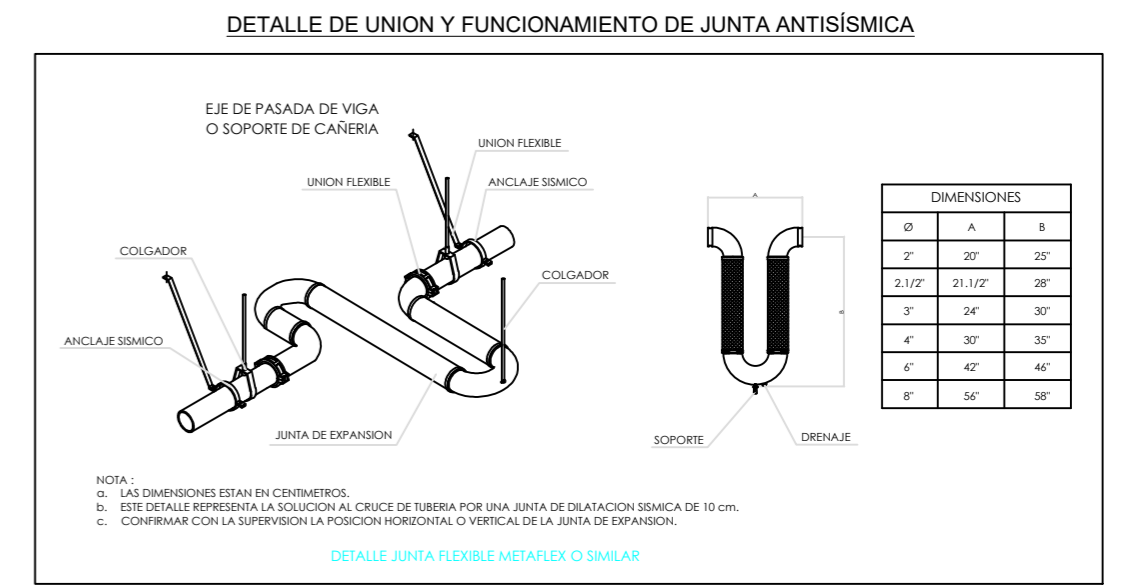 DETALLE DE UNION Y FUNCIONAMIENTO DE JUNTA ANTISÍSMICA
EJE DE PASADA DE VIGA
O SOPORTE DE CAÑERIA
UNION FLEXIBLE
UNION FLEXIBLE
ANCLAJE SISMICO
COLGADOR
COLGADOR
ANCLAJE SISMICO
JUNTA DE EXPANSION
A
B
SOPORTE
DRENAJE
DIMENSIONES
Ø A B
2" 20" 25"
2.1/2" 21.1/2" 28"
3" 24" 30"
4" 30" 35"
6" 42" 46"
8" 56" 58"
NOTA :
a. LAS DIMENSIONES ESTAN EN CENTIMETROS.
b. ESTE DETALLE REPRESENTA LA SOLUCION AL CRUCE DE TUBERIA POR UNA JUNTA DE DILATACION SISMICA DE 10 cm.
c. CONFIRMAR CON LA SUPERVISION LA POSICION HORIZONTAL O VERTICAL DE LA JUNTA DE EXPANSION.
DETALLE JUNTA FLEXIBLE METAFLEX O SIMILAR